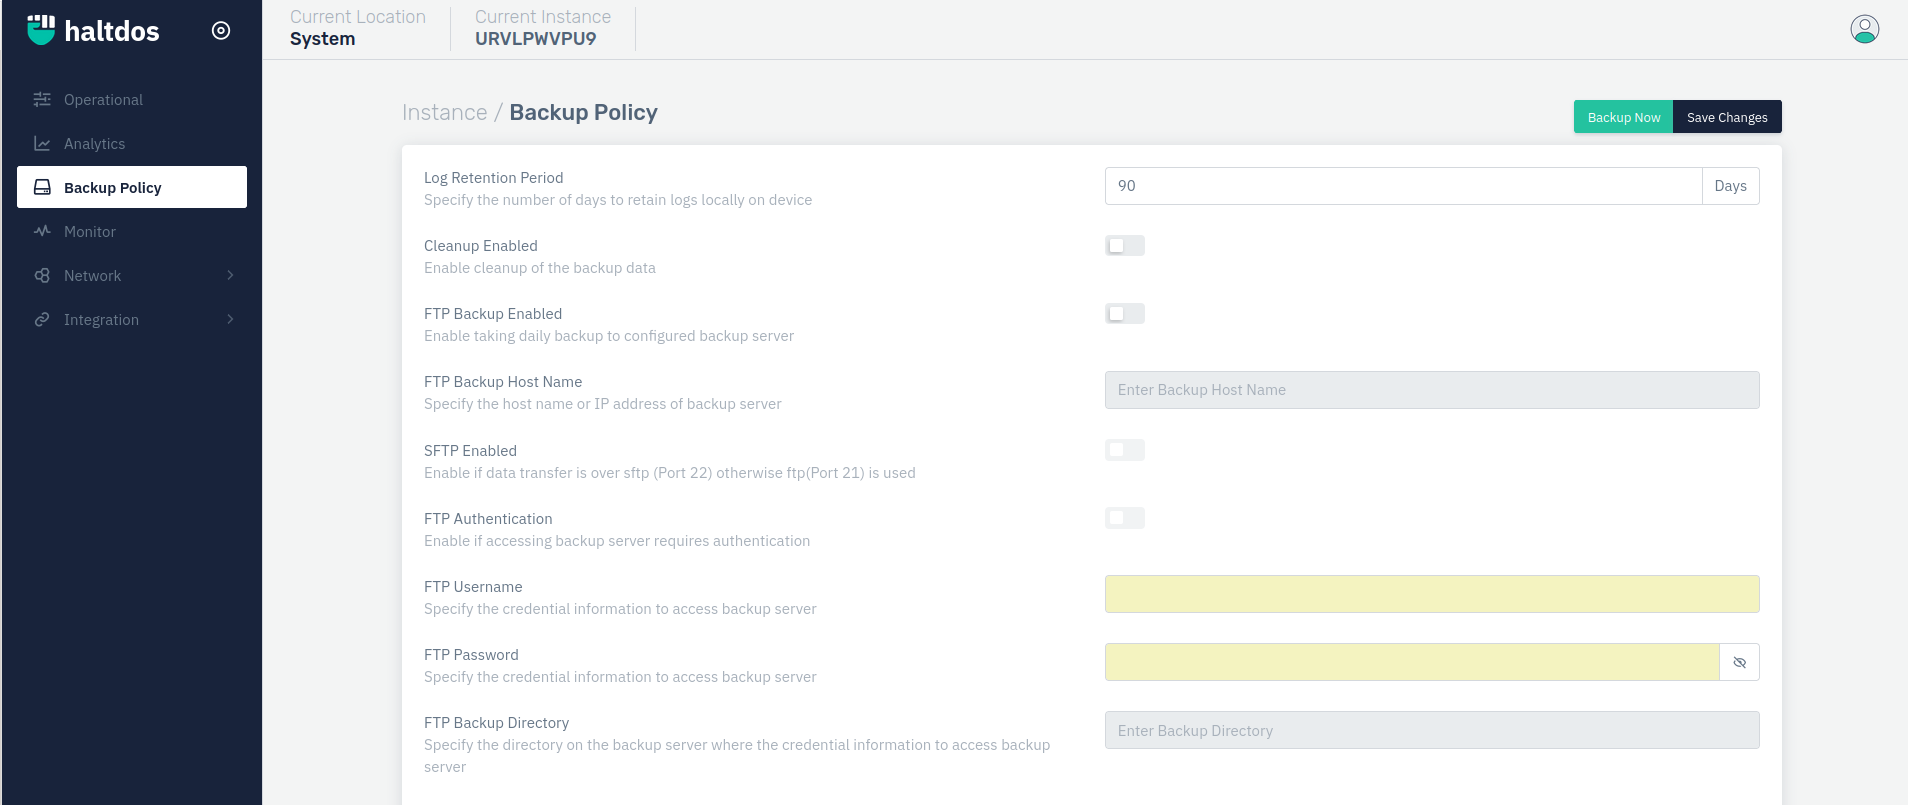 haltdos
Current Location
System
Current Instance
URVLPWVPU9
Operational
Analytics
Backup Policy
Monitor
Network
Integration
Instance / Backup Policy
Backup Now
Save Changes
Log Retention Period
Specify the number of days to retain logs locally on device
90
Days
Cleanup Enabled
Enable cleanup of the backup data
FTP Backup Enabled
Enable taking daily backup to configured backup server
FTP Backup Host Name
Specify the host name or IP address of backup server
Enter Backup Host Name
SFTP Enabled
Enable if data transfer is over sftp (Port 22) otherwise ftp(Port 21) is used
FTP Authentication
Enable if accessing backup server requires authentication
FTP Username
Specify the credential information to access backup server
FTP Password
Specify the credential information to access backup server
FTP Backup Directory
Specify the directory on the backup server where the credential information to access backup
server
Enter Backup Directory